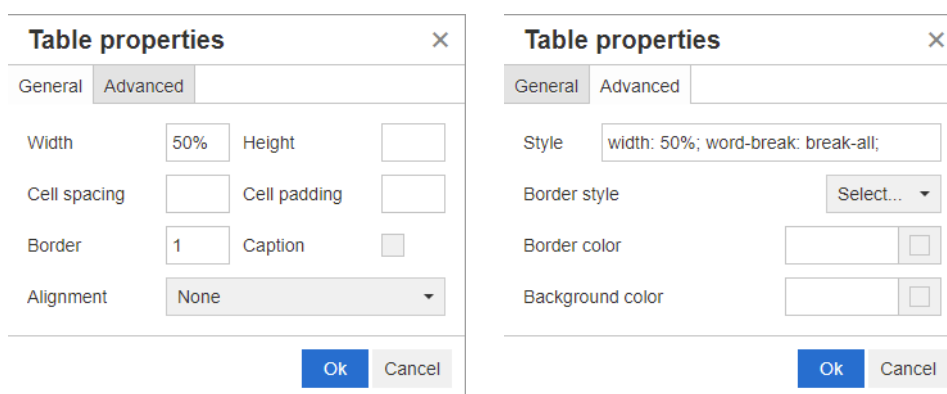 Table properties ×
General Advanced
Width 50% Height
Cell spacing Cell padding
Border 1 Caption
Alignment None
Ok Cancel
Table properties ×
General Advanced
Style width: 50%; word-break: break-all;
Border style Select...
Border color
Background color
Ok Cancel